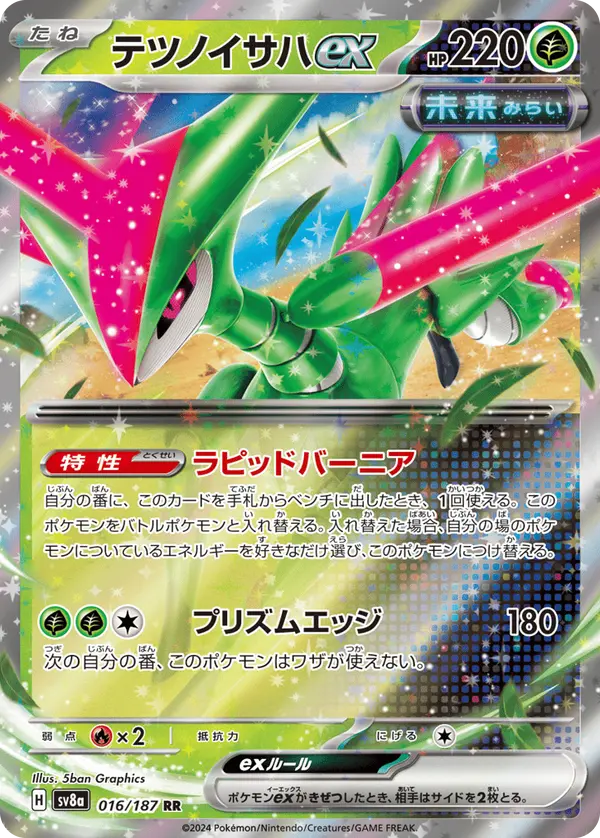 たね テツノイサハex HP220
未来 みらい
特性 とくせい ラピッドバーニア
自分の番に、このカードを手札からベンチに出したとき、1回使える。この
ポケモンをバトルポケモンと入れ替える。入れ替えた場合、自分の場のポケ
モンについているエネルギーを好きなだけ選び、このポケモンにつけ替える。
プリズムエッジ 180
次の自分の番、このポケモンはワザが使えない。
弱点 ×2 抵抗力 にげる
exルール
ポケモンexがきぜつしたとき、相手はサイドを2枚とる。
Illus. 5ban Graphics
H sv8a 016/187 RR
©2024 Pokémon/Nintendo/Creatures/GAME FREAK.